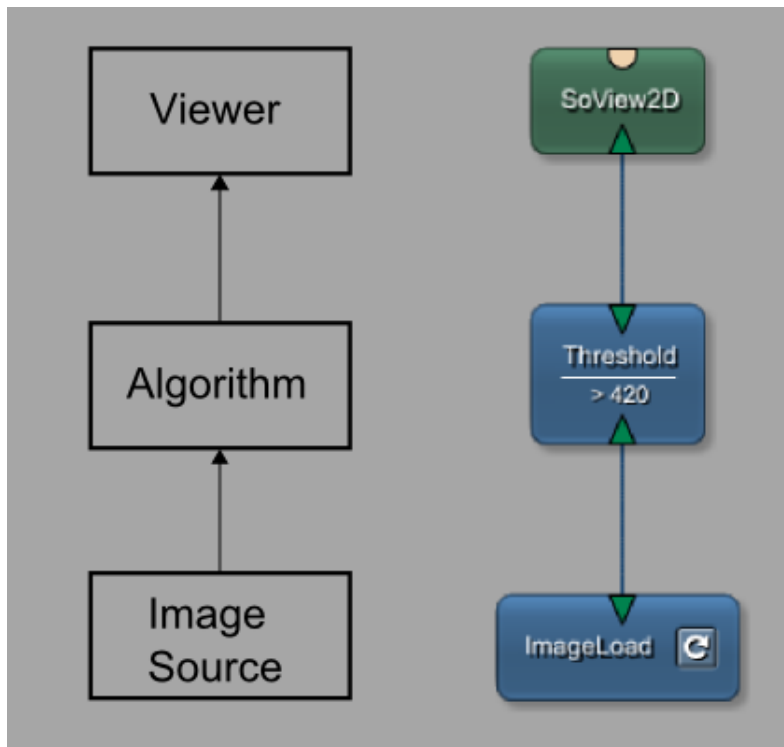 Viewer
SoView2D
Algorithm
Threshold
> 420
Image
Source
ImageLoad